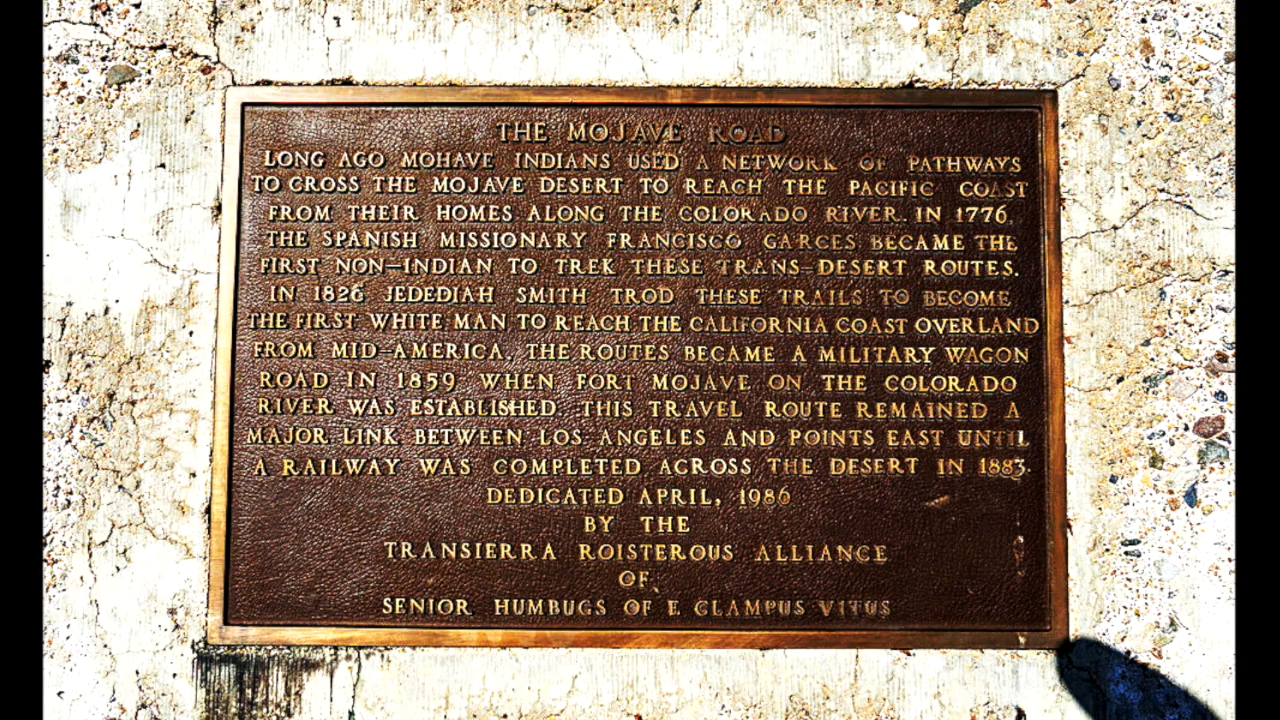 THE MOJAVE ROAD
LONG AGO MOHAVE INDIANS USED A NETWORK OF PATHWAYS
TO CROSS THE MOJAVE DESERT TO REACH THE PACIFIC COAST
FROM THEIR HOMES ALONG THE COLORADO RIVER. IN 1776,
THE SPANISH MISSIONARY FRANCISCO GARCES BECAME THE
FIRST NON-INDIAN TO TREK THESE TRANS-DESERT ROUTES.
IN 1826 JEDEDIAH SMITH TROD THESE TRAILS TO BECOME
THE FIRST WHITE MAN TO REACH THE CALIFORNIA COAST OVERLAND
FROM MID-AMERICA. THE ROUTES BECAME A MILITARY WAGON
ROAD IN 1859 WHEN FORT MOJAVE ON THE COLORADO
RIVER WAS ESTABLISHED. THIS TRAVEL ROUTE REMAINED A
MAJOR LINK BETWEEN LOS ANGELES AND POINTS EAST UNTIL
A RAILWAY WAS COMPLETED ACROSS THE DESERT IN 1883.
DEDICATED APRIL, 1986
BY THE
TRANSIERRA ROISTEROUS ALLIANCE
OF
SENIOR HUMBUGS OF E CLAMPUS VITUS